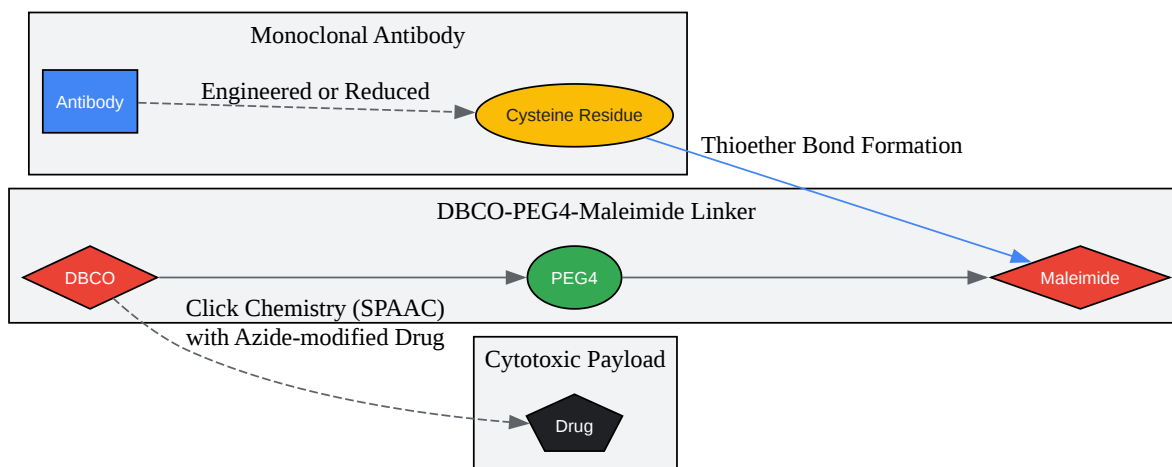 Monoclonal Antibody
Antibody
Engineered or Reduced
Cysteine Residue
Thioether Bond Formation
DBCO-PEG4-Maleimide Linker
DBCO
PEG4
Maleimide
Click Chemistry (SPAAC)
with Azide-modified Drug
Cytotoxic Payload
Drug